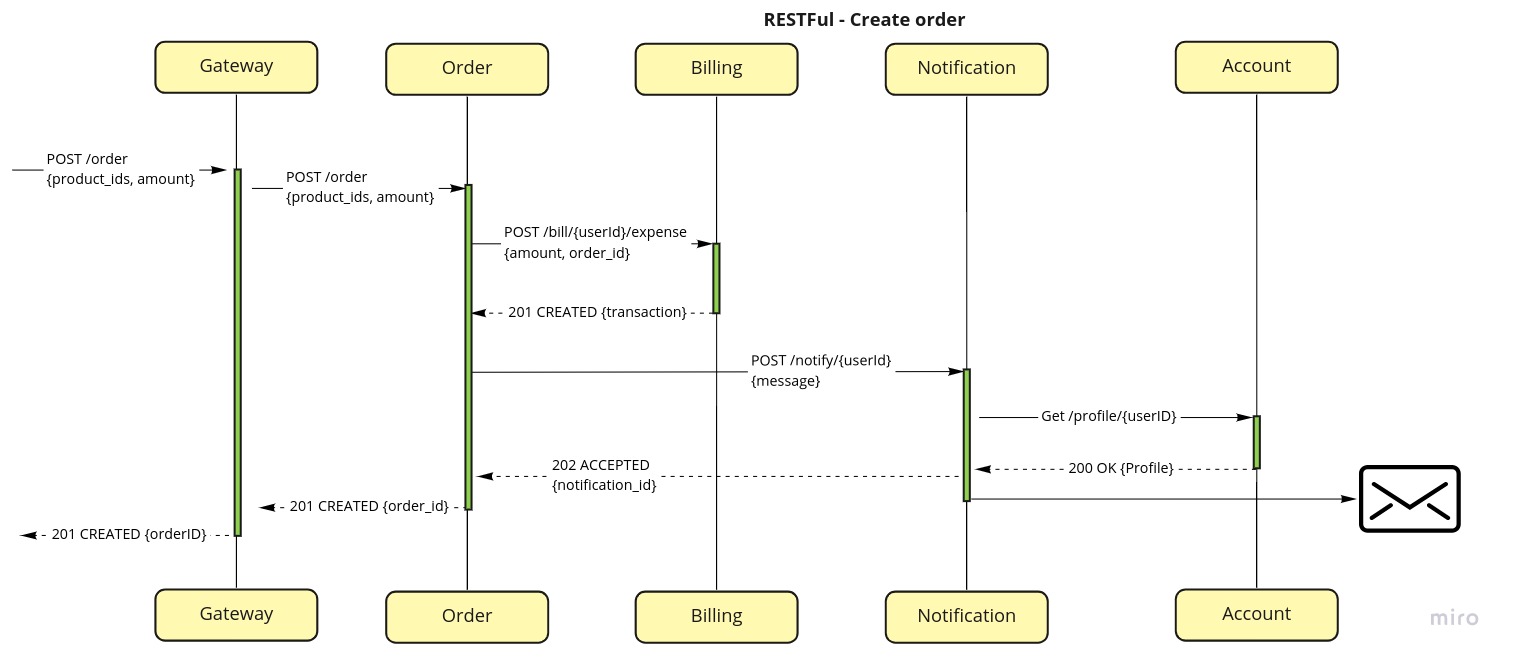 RESTFul - Create order
Gateway
Order
Billing
Notification
Account
POST /order
{product_ids, amount}
POST /order
{product_ids, amount}
POST /bill/{userId}/expense
{amount, order_id}
201 CREATED {transaction}
POST /notify/{userId}
{message}
Get /profile/{userID}
200 OK {Profile}
202 ACCEPTED
{notification_id}
201 CREATED {order_id}
201 CREATED {orderID}
Gateway
Order
Billing
Notification
Account
miro